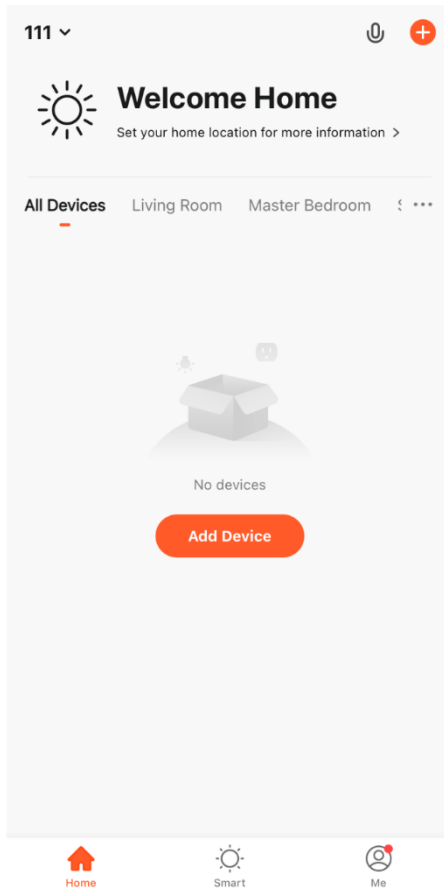 111
Welcome Home
Set your home location for more information >
All Devices Living Room Master Bedroom
No devices
Add Device
Home Smart Me